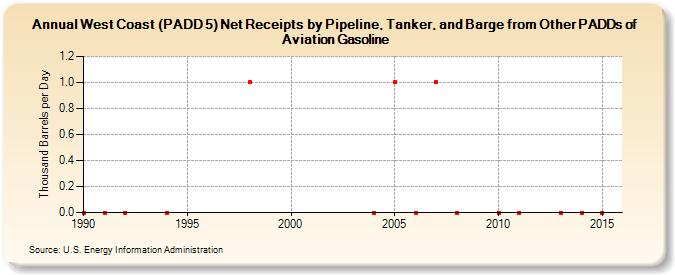 Annual West Coast (PADD 5) Net Receipts by Pipeline, Tanker, and Barge from Other PADDs of
Aviation Gasoline
Thousand Barrels per Day
1.2
1.0
0.8
0.6
0.4
0.2
0.0
1990 1995 2000 2005 2010 2015
Source: U.S. Energy Information Administration